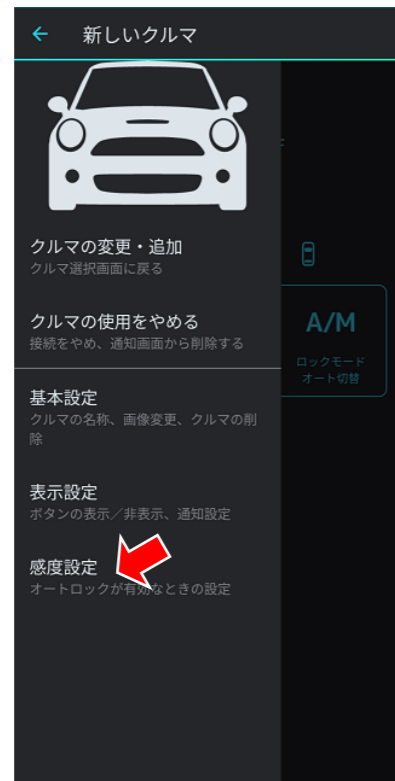 新しいクルマ
クルマの変更・追加
クルマ選択画面に戻る
クルマの使用をやめる
接続をやめ、通知画面から削除する
A/M
ロックモード
オート切替
基本設定
クルマの名称、画像変更、クルマの削
除
表示設定
ボタンの表示／非表示、通知設定
感度設定
オートロックが有効なときの設定